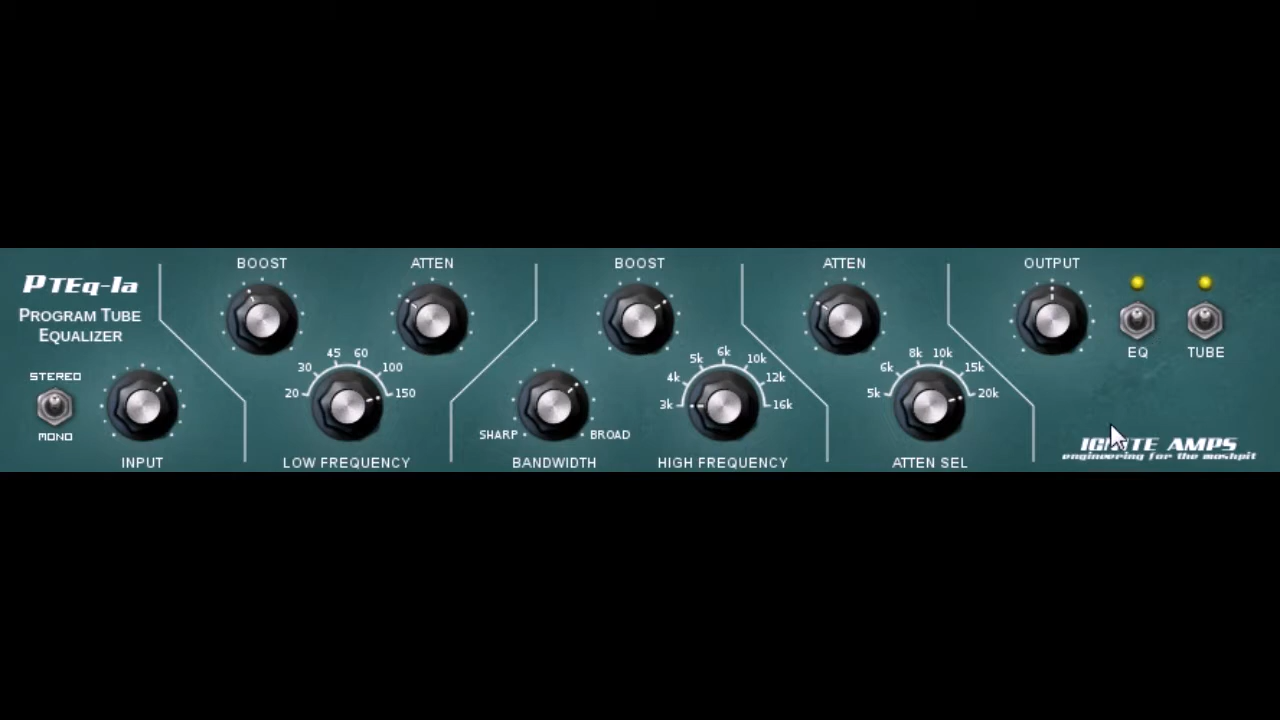 PTEq-1a
PROGRAM TUBE
EQUALIZER
STEREO
MONO
INPUT
BOOST
ATTEN
20
30
45
60
100
150
LOW FREQUENCY
SHARP
BROAD
BANDWIDTH
BOOST
3k
4k
5k
6k
10k
12k
16k
HIGH FREQUENCY
ATTEN
5k
6k
8k
10k
15k
20k
ATTEN SEL
OUTPUT
EQ
TUBE
IGNITE AMPS
engineering for the moshpit